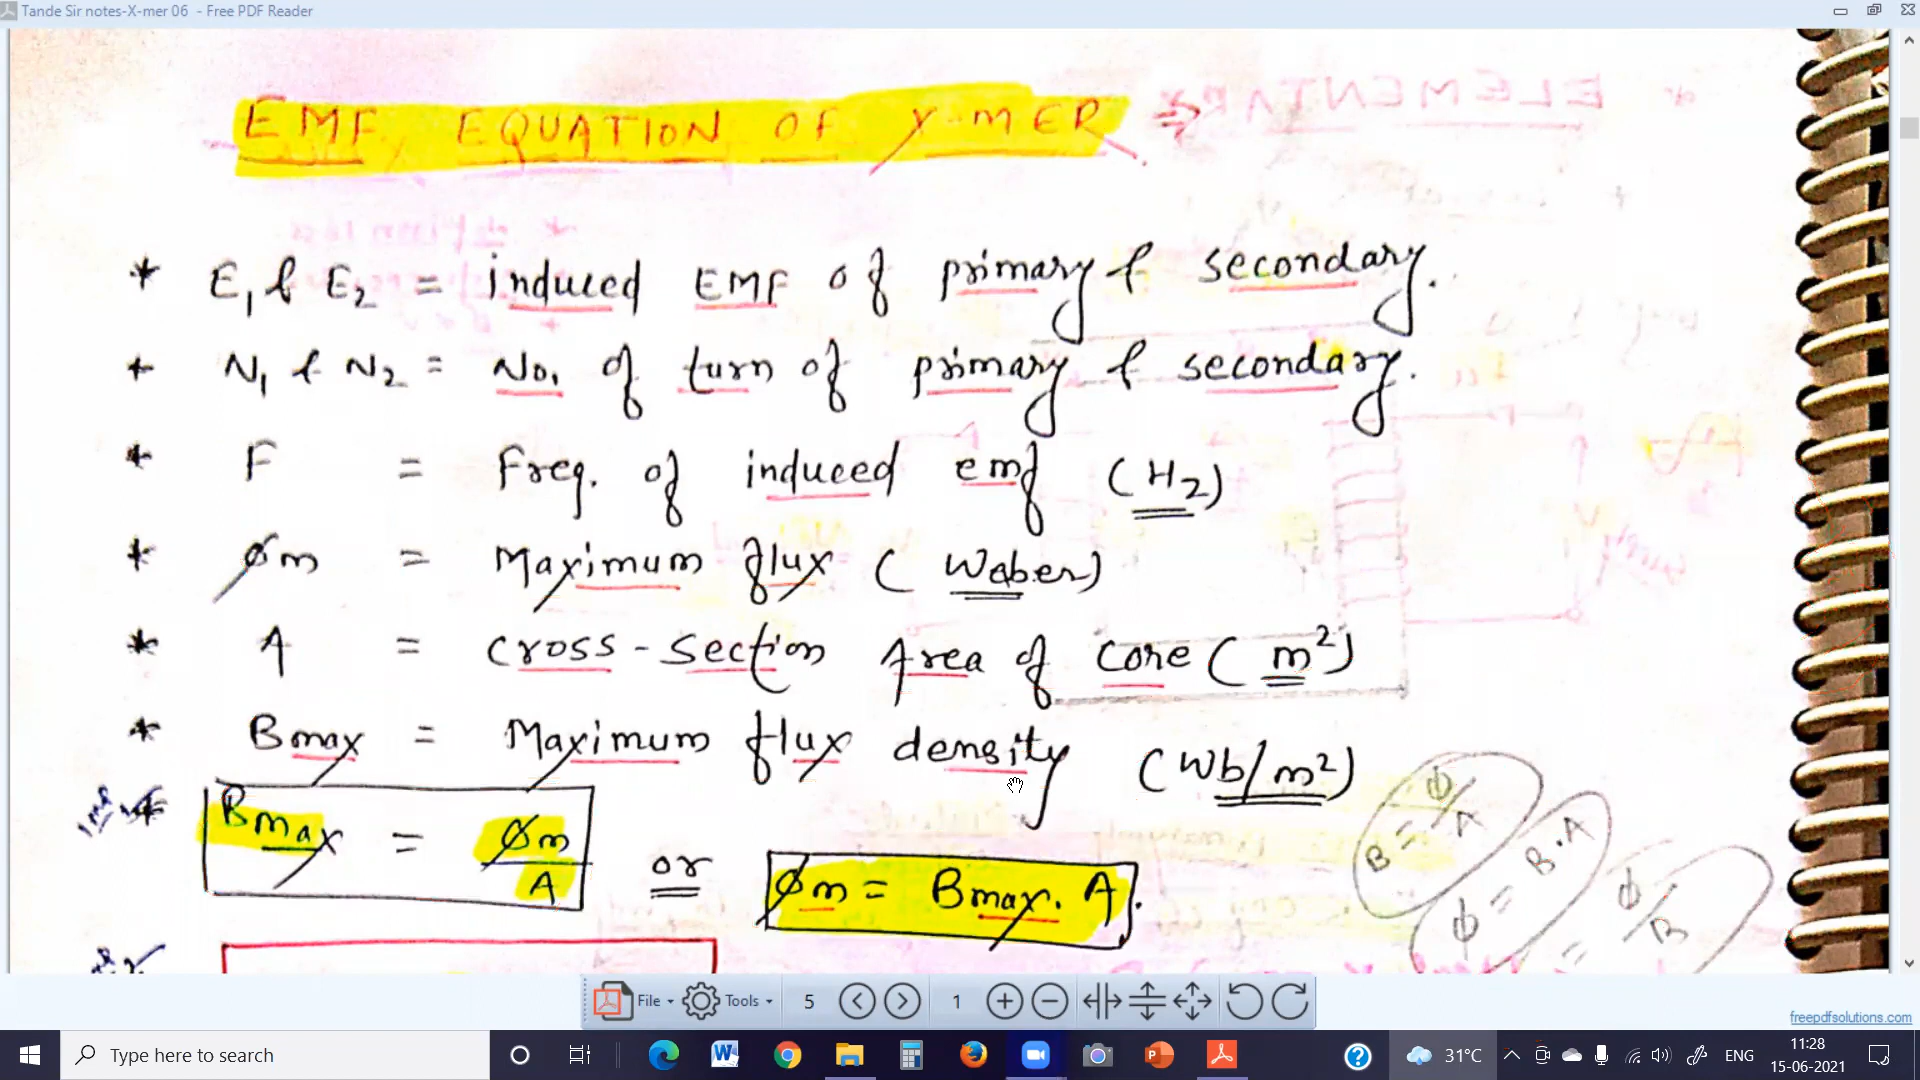 Tande Sir notes-X-mer 06 - Free PDF Reader
EMF EQUATION OF X-MER ⇒
* E₁ & E₂ = induced EMF of primary & secondary.
* N₁ & N₂ = No. of turn of primary & secondary.
* F = Freq. of induced emf (Hz)
* Øm = Maximum flux (Waber)
* A = Cross-Section Area of Core (m²)
* Bmax = Maximum flux density (Wb/m²)
Bmax = Øm/A or Øm = Bmax. A.
B = ϕ/A
ϕ = B·A
= ϕ/B
File Tools 5 1
freepdfsolutions.com
Type here to search
31°C ENG 11:28
15-06-2021